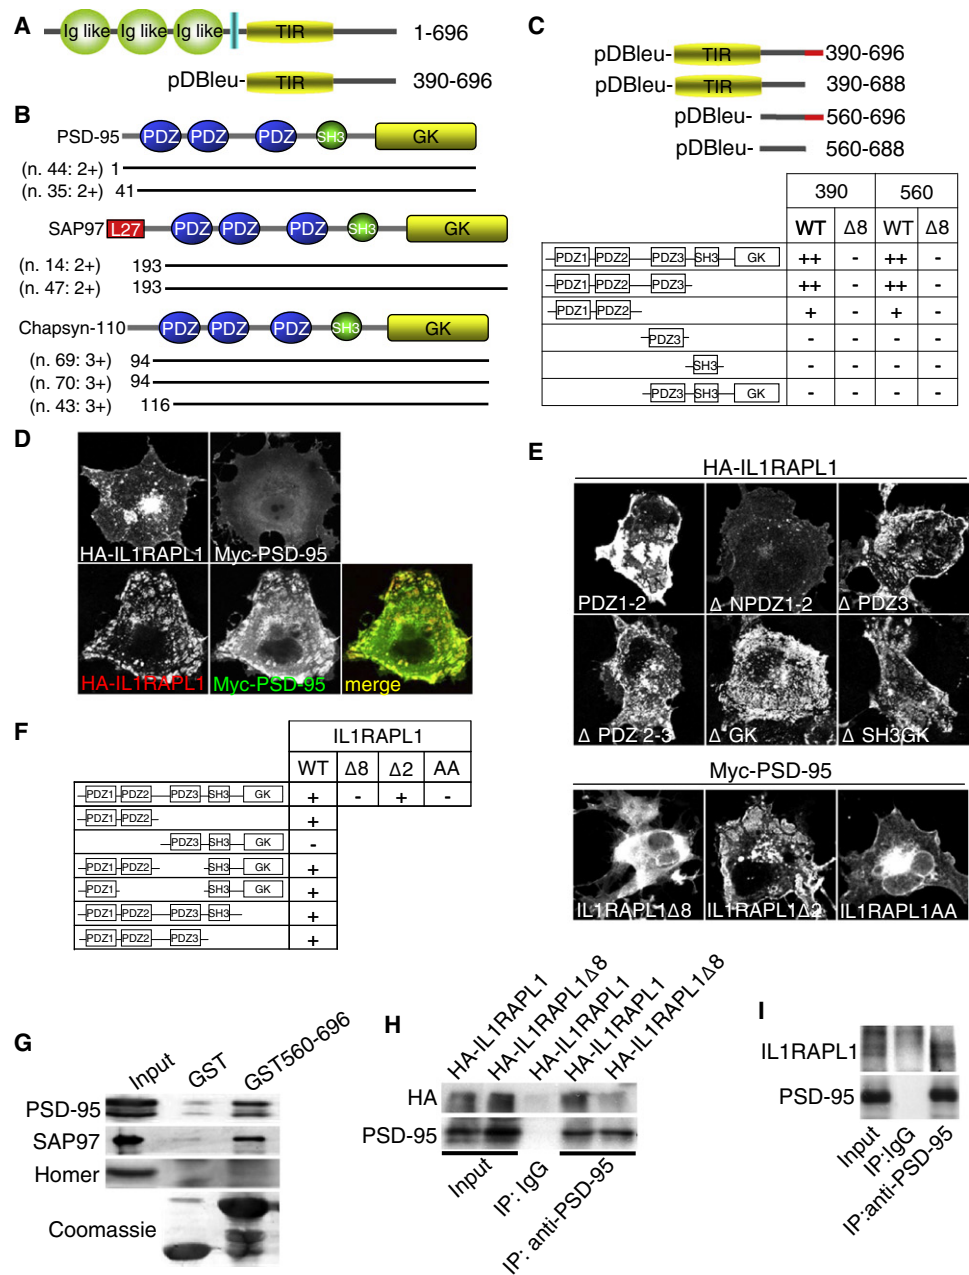 A
Ig like Ig like Ig like TIR 1-696
pDBleu- TIR 390-696
B
PSD-95 PDZ PDZ PDZ SH3 GK
(n. 44: 2+) 1
(n. 35: 2+) 41
SAP97 L27 PDZ PDZ PDZ SH3 GK
(n. 14: 2+) 193
(n. 47: 2+) 193
Chapsyn-110 PDZ PDZ PDZ SH3 GK
(n. 69: 3+) 94
(n. 70: 3+) 94
(n. 43: 3+) 116
C
pDBleu- TIR 390-696
pDBleu- TIR 390-688
pDBleu- 560-696
pDBleu- 560-688
390 560
WT Δ8 WT Δ8
PDZ1 PDZ2 PDZ3 SH3 GK ++ - ++ -
PDZ1 PDZ2 PDZ3 ++ - ++ -
PDZ1 PDZ2 + - + -
PDZ3 - - - -
SH3 - - - -
PDZ3 SH3 GK - - - -
D
HA-IL1RAPL1 Myc-PSD-95
HA-IL1RAPL1 Myc-PSD-95 merge
E
HA-IL1RAPL1
PDZ1-2 Δ NPDZ1-2 Δ PDZ3
Δ PDZ 2-3 Δ GK Δ SH3GK
Myc-PSD-95
IL1RAPL1Δ8 IL1RAPL1Δ2 IL1RAPL1AA
F
IL1RAPL1
WT Δ8 Δ2 AA
PDZ1 PDZ2 PDZ3 SH3 GK + - + -
PDZ1 PDZ2 +
PDZ3 SH3 GK -
PDZ1 PDZ2 SH3 GK +
PDZ1 SH3 GK +
PDZ1 PDZ2 PDZ3 SH3 +
PDZ1 PDZ2 PDZ3 +
G
Input GST GST560-696
PSD-95
SAP97
Homer
Coomassie
H
HA-IL1RAPL1 HA-IL1RAPL1Δ8 HA-IL1RAPL1 HA-IL1RAPL1 HA-IL1RAPL1Δ8
HA
PSD-95
Input IP: IgG IP: anti-PSD-95
I
IL1RAPL1
PSD-95
Input IP:IgG IP:anti-PSD-95